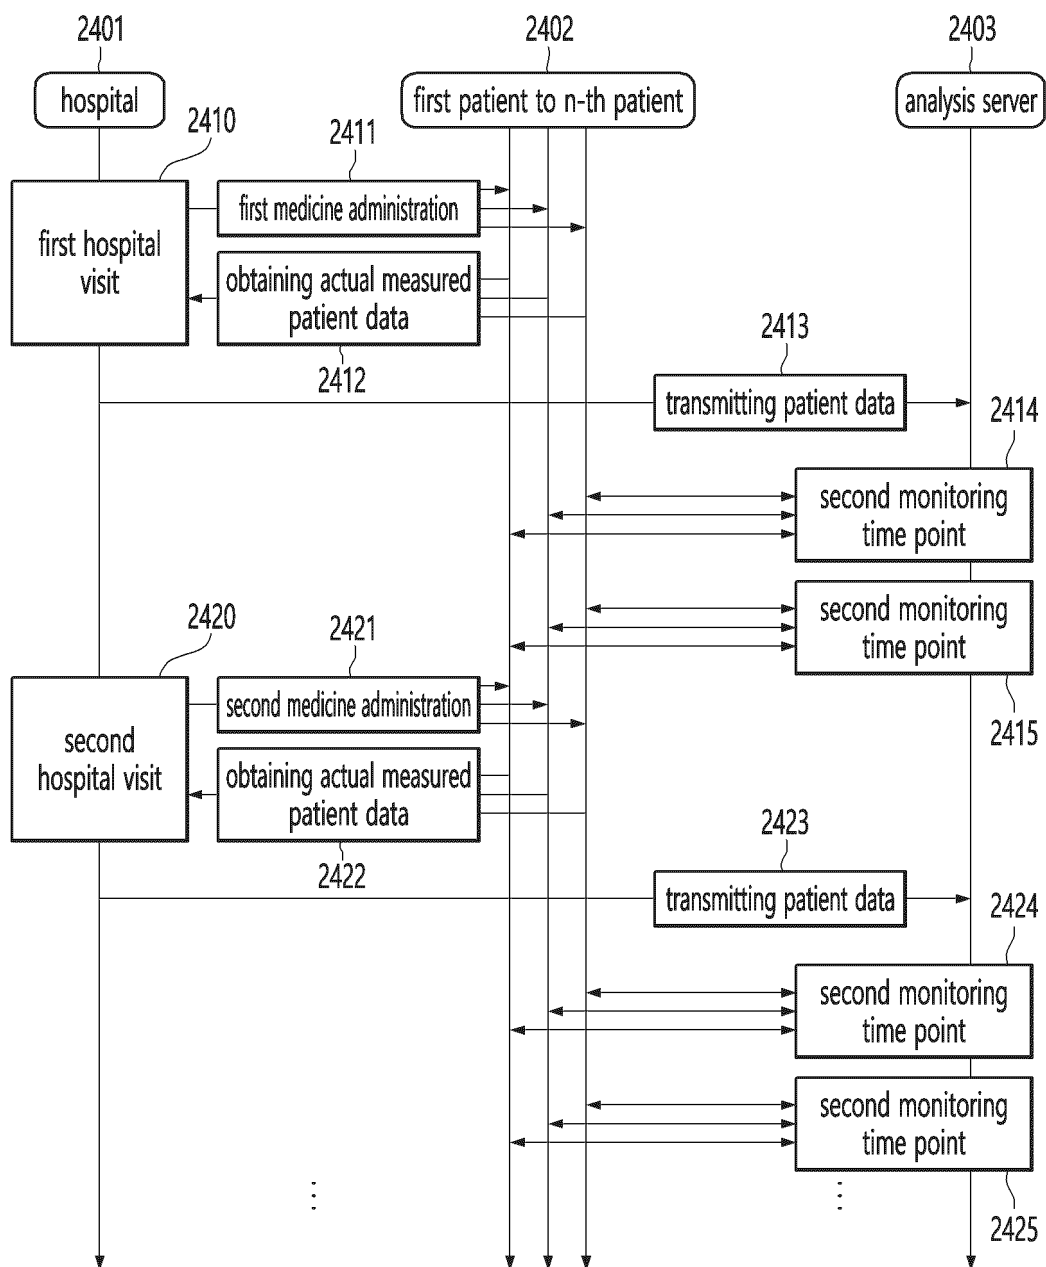 2401
2402
2403
hospital
first patient to n-th patient
analysis server
2410
2411
first medicine administration
first hospital
visit
obtaining actual measured
patient data
2412
2413
transmitting patient data
2414
second monitoring
time point
second monitoring
time point
2415
2420
2421
second medicine administration
second
hospital visit
obtaining actual measured
patient data
2422
2423
transmitting patient data
2424
second monitoring
time point
second monitoring
time point
2425